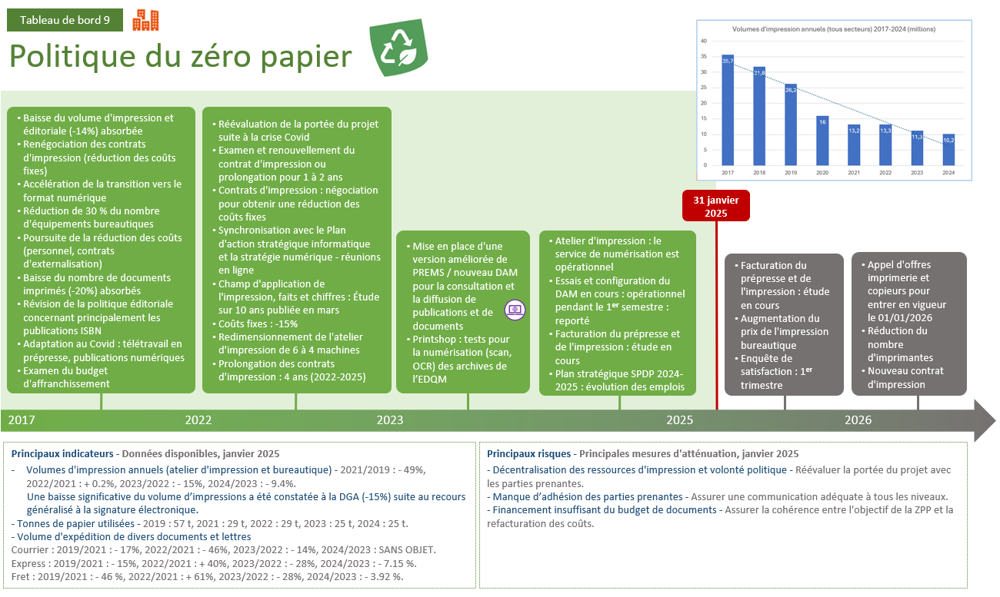 Tableau de bord 9
Politique du zéro papier
Volumes d'impression annuels (tous secteurs) 2017-2024 (millions)
40
35
30
25
20
15
10
5
0
35,7
31,8
26,2
16
13,2
13,3
11,3
10,2
2017
2018
2019
2020
2021
2022
2023
2024
• Baisse du volume d'impression et
éditoriale (-14%) absorbée
• Renégociation des contrats
d'impression (réduction des coûts
fixes)
• Accélération de la transition vers le
format numérique
• Réduction de 30 % du nombre
d'équipements bureautiques
• Poursuite de la réduction des coûts
(personnel, contrats
d'externalisation)
• Baisse du nombre de documents
imprimés (-20%) absorbés
• Révision de la politique éditoriale
concernant principalement les
publications ISBN
• Adaptation au Covid : télétravail en
prépresse, publications numériques
• Examen du budget
d'affranchissement
• Réévaluation de la portée du projet
suite à la crise Covid
• Examen et renouvellement du
contrat d'impression ou
prolongation pour 1 à 2 ans
• Contrats d'impression : négociation
pour obtenir une réduction des
coûts fixes
• Synchronisation avec le Plan
d'action stratégique informatique
et la stratégie numérique - réunions
en ligne
• Champ d'application de
l'impression, faits et chiffres : Étude
sur 10 ans publiée en mars
• Coûts fixes : -15%
• Redimensionnement de l'atelier
d'impression de 6 à 4 machines
• Prolongation des contrats
d'impression : 4 ans (2022-2025)
• Mise en place d'une
version améliorée de
PREMS / nouveau DAM
pour la consultation et
la diffusion de
publications et de
documents
• Printshop : tests pour
la numérisation (scan,
OCR) des archives de
l'EDQM
• Atelier d'impression : le
service de numérisation est
opérationnel
• Essais et configuration du
DAM en cours : opérationnel
pendant le 1er semestre :
reporté
• Facturation du prépresse et
de l'impression : étude en
cours
• Plan stratégique SPDP 2024-
2025 : évolution des emplois
31 janvier
2025
• Facturation du
prépresse et de
l'impression : étude
en cours
• Augmentation du
prix de l'impression
bureautique
• Enquête de
satisfaction : 1er
trimestre
• Appel d'offres
imprimerie et
copieurs pour
entrer en vigueur
le 01/01/2026
• Réduction du
nombre
d'imprimantes
• Nouveau contrat
d'impression
2017
2022
2023
2025
2026
Principaux indicateurs - Données disponibles, janvier 2025
- Volumes d'impression annuels (atelier d'impression et bureautique) - 2021/2019 : - 49%,
2022/2021 : + 0.2%, 2023/2022 : - 15%, 2024/2023 : - 9.4%.
Une baisse significative du volume d'impressions a été constatée à la DGA (-15%) suite au recours
généralisé à la signature électronique.
- Tonnes de papier utilisées - 2019 : 57 t, 2021 : 29 t, 2022 : 29 t, 2023 : 25 t, 2024 : 25 t.
- Volume d'expédition de divers documents et lettres
Courrier : 2019/2021 : - 17%, 2022/2021 : - 46%, 2023/2022 : - 14%, 2024/2023 : SANS OBJET.
Express : 2019/2021 : - 15%, 2022/2021 : + 40%, 2023/2022 : - 28%, 2024/2023 : - 7.15 %.
Fret : 2019/2021 : - 46 %, 2022/2021 : + 61%, 2023/2022 : - 28%, 2024/2023 : - 3.92 %.
Principaux risques - Principales mesures d'atténuation, janvier 2025
- Décentralisation des ressources d'impression et volonté politique - Réévaluer la portée du projet avec
les parties prenantes.
- Manque d'adhésion des parties prenantes - Assurer une communication adéquate à tous les niveaux.
- Financement insuffisant du budget de documents - Assurer la cohérence entre l'objectif de la ZPP et la
refacturation des coûts.